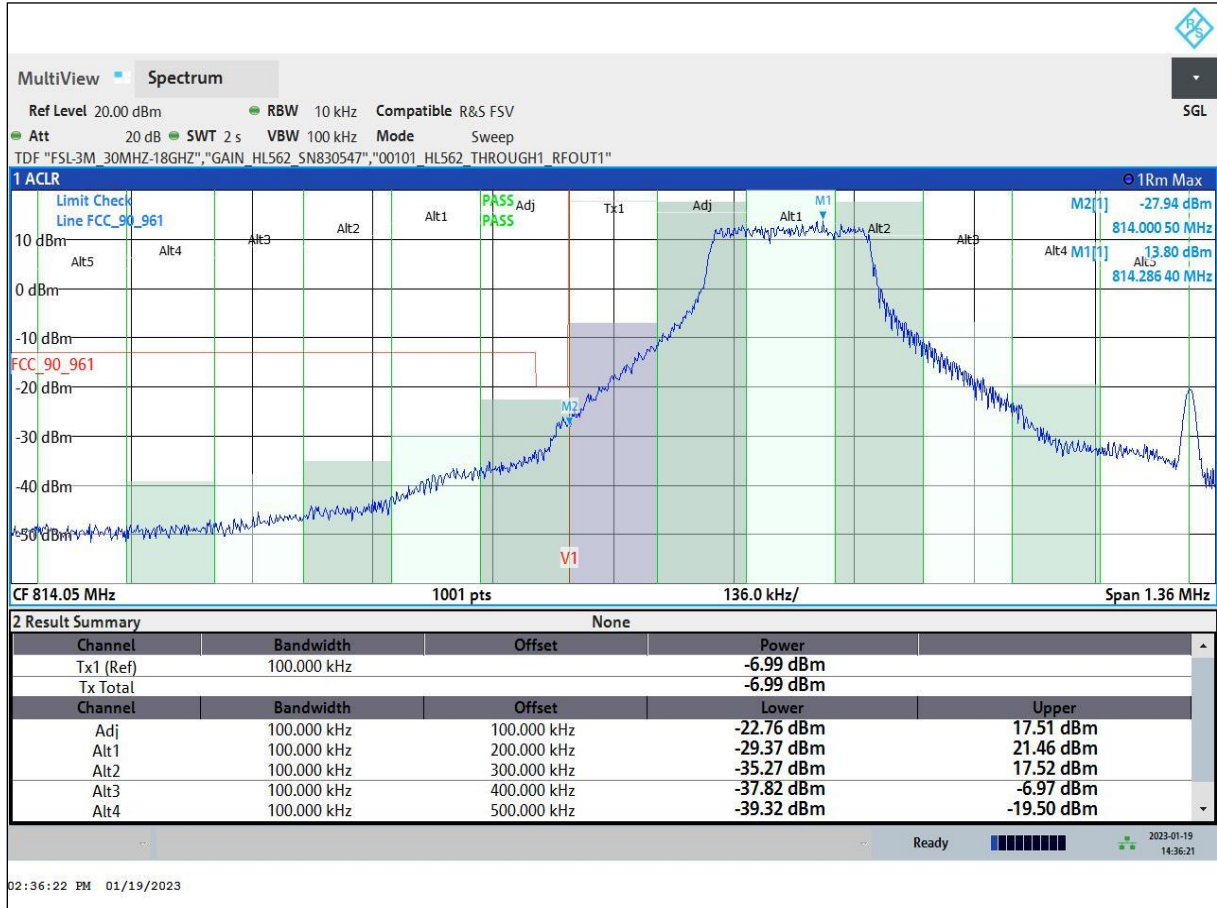 R&S
MultiView Spectrum
Ref Level 20.00 dBm RBW 10 kHz Compatible R&S FSV SGL
Att 20 dB SWT 2 s VBW 100 kHz Mode Sweep
TDF "FSL-3M_30MHZ-18GHZ","GAIN_HL562_SN830547","00101_HL562_THROUGH1_RFOUT1"
1 ACLR 1Rm Max
Limit Check PASS
Line FCC_90_961 PASS
M2[1] -27.94 dBm
814.000 50 MHz
M1[1] 13.80 dBm
814.286 40 MHz
Alt5 Alt4 Alt3 Alt2 Alt1 Adj Tx1 Adj Alt1 Alt2 Alt3 Alt4 Alt5
M1
10 dBm
0 dBm
-10 dBm
FCC_90_961
-20 dBm
M2
-30 dBm
-40 dBm
-50 dBm
V1
CF 814.05 MHz 1001 pts 136.0 kHz/ Span 1.36 MHz
2 Result Summary None
Channel Bandwidth Offset Power
Tx1 (Ref) 100.000 kHz -6.99 dBm
Tx Total -6.99 dBm
Channel Bandwidth Offset Lower Upper
Adj 100.000 kHz 100.000 kHz -22.76 dBm 17.51 dBm
Alt1 100.000 kHz 200.000 kHz -29.37 dBm 21.46 dBm
Alt2 100.000 kHz 300.000 kHz -35.27 dBm 17.52 dBm
Alt3 100.000 kHz 400.000 kHz -37.82 dBm -6.97 dBm
Alt4 100.000 kHz 500.000 kHz -39.32 dBm -19.50 dBm
Ready 2023-01-19
14:36:21
02:36:22 PM 01/19/2023